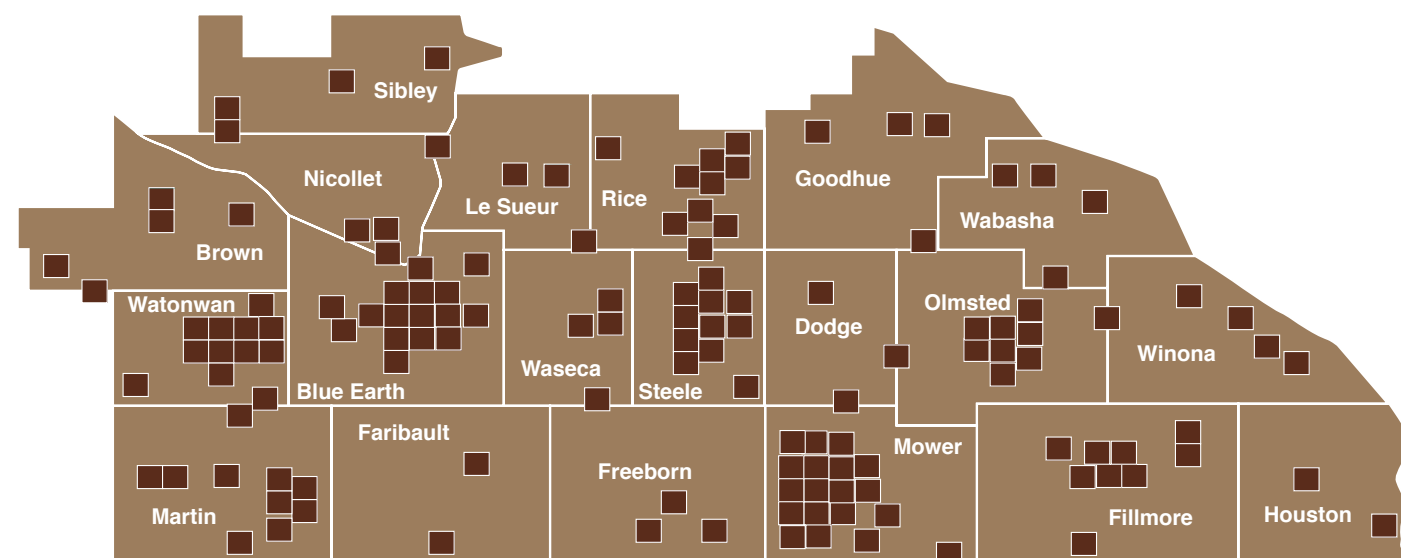 Sibley
Nicollet
Le Sueur
Rice
Goodhue
Wabasha
Brown
Watonwan
Blue Earth
Waseca
Steele
Dodge
Olmsted
Winona
Martin
Faribault
Freeborn
Mower
Fillmore
Houston